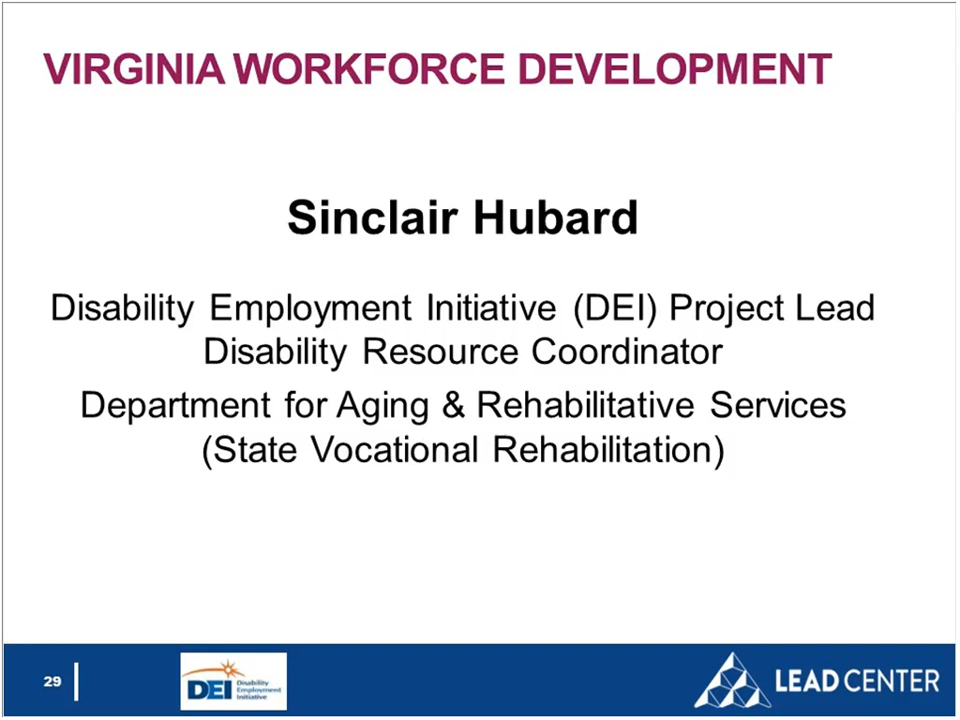 VIRGINIA WORKFORCE DEVELOPMENT
Sinclair Hubard
Disability Employment Initiative (DEI) Project Lead
Disability Resource Coordinator
Department for Aging & Rehabilitative Services
(State Vocational Rehabilitation)
29
DEI
Disability
Employment
Initiative
LEAD CENTER